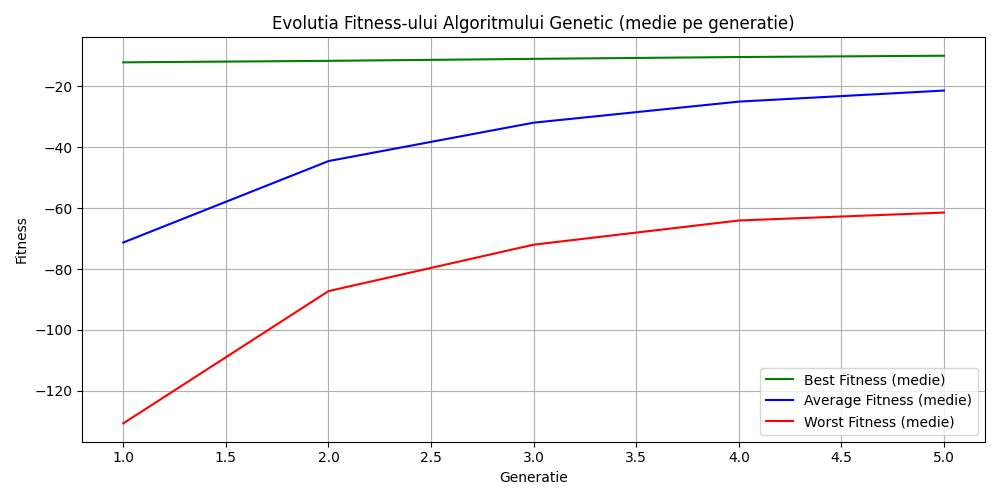 Evolutia Fitness-ului Algoritmului Genetic (medie pe generatie)
Fitness
−20
−40
−60
−80
−100
−120
Best Fitness (medie)
Average Fitness (medie)
Worst Fitness (medie)
1.0 1.5 2.0 2.5 3.0 3.5 4.0 4.5 5.0
Generatie